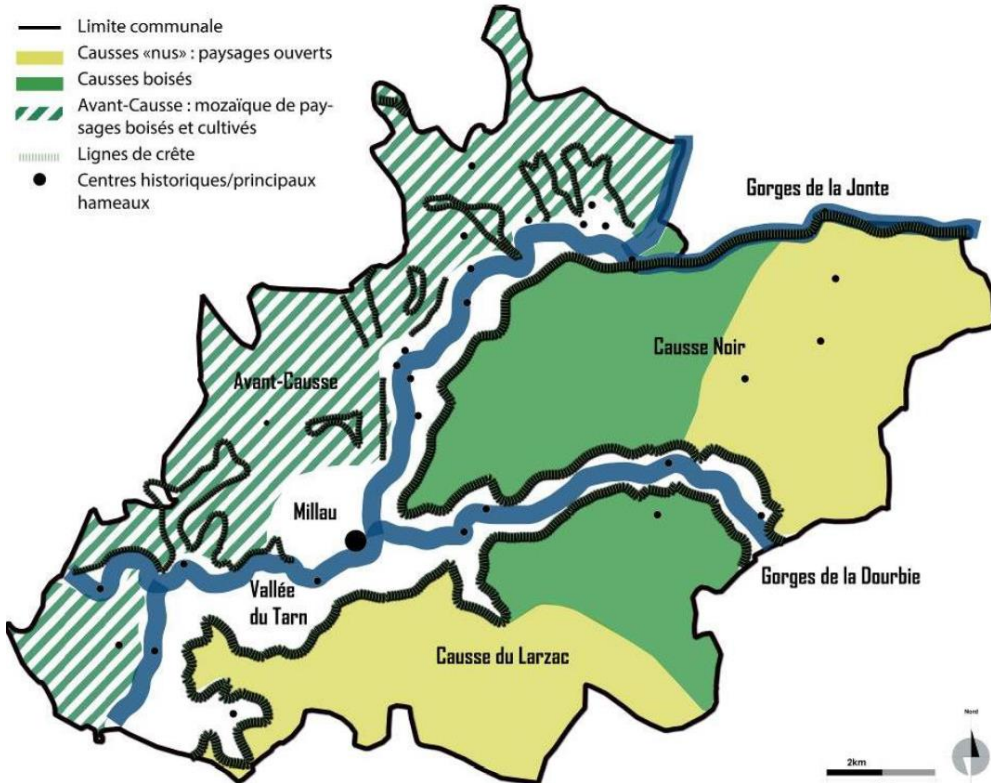 Limite communale
Causses «nus» : paysages ouverts
Causses boisés
Avant-Causse : mozaïque de pay-
sages boisés et cultivés
Lignes de crête
Centres historiques/principaux
hameaux
Gorges de la Jonte
Causse Noir
Avant-Causse
Millau
Gorges de la Dourbie
Vallée
du Tarn
Causse du Larzac
Nord
2km